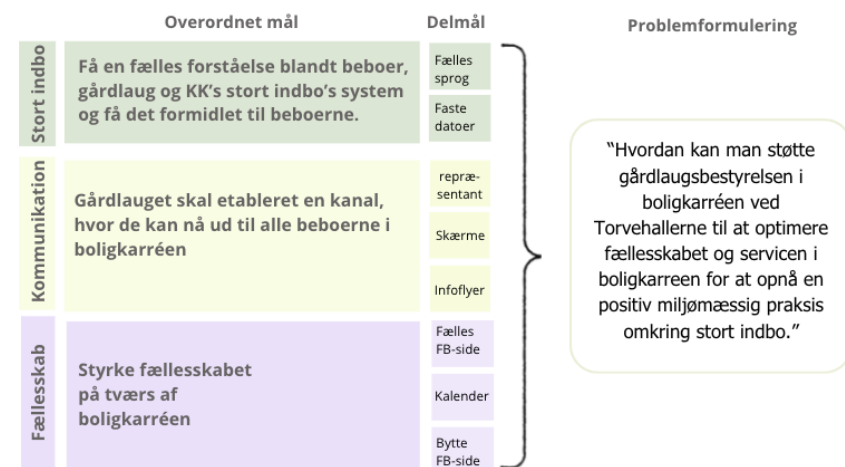 Overordnet mål
Delmål
Problemformulering
Stort indbo
Få en fælles forståelse blandt beboer,
gårdlaug og KK's stort indbo's system
og få det formidlet til beboerne.
Fælles
sprog
Faste
datoer
Kommunikation
Gårdlauget skal etableret en kanal,
hvor de kan nå ud til alle beboerne i
boligkarréen
repræ-
sentant
Skærme
Infoflyer
Fællesskab
Styrke fællesskabet
på tværs af
boligkarréen
Fælles
FB-side
Kalender
Bytte
FB-side
“Hvordan kan man støtte
gårdlaugsbestyrelsen i
boligkarréen ved
Torvehallerne til at optimere
fællesskabet og servicen i
boligkarreen for at opnå en
positiv miljømæssig praksis
omkring stort indbo.”